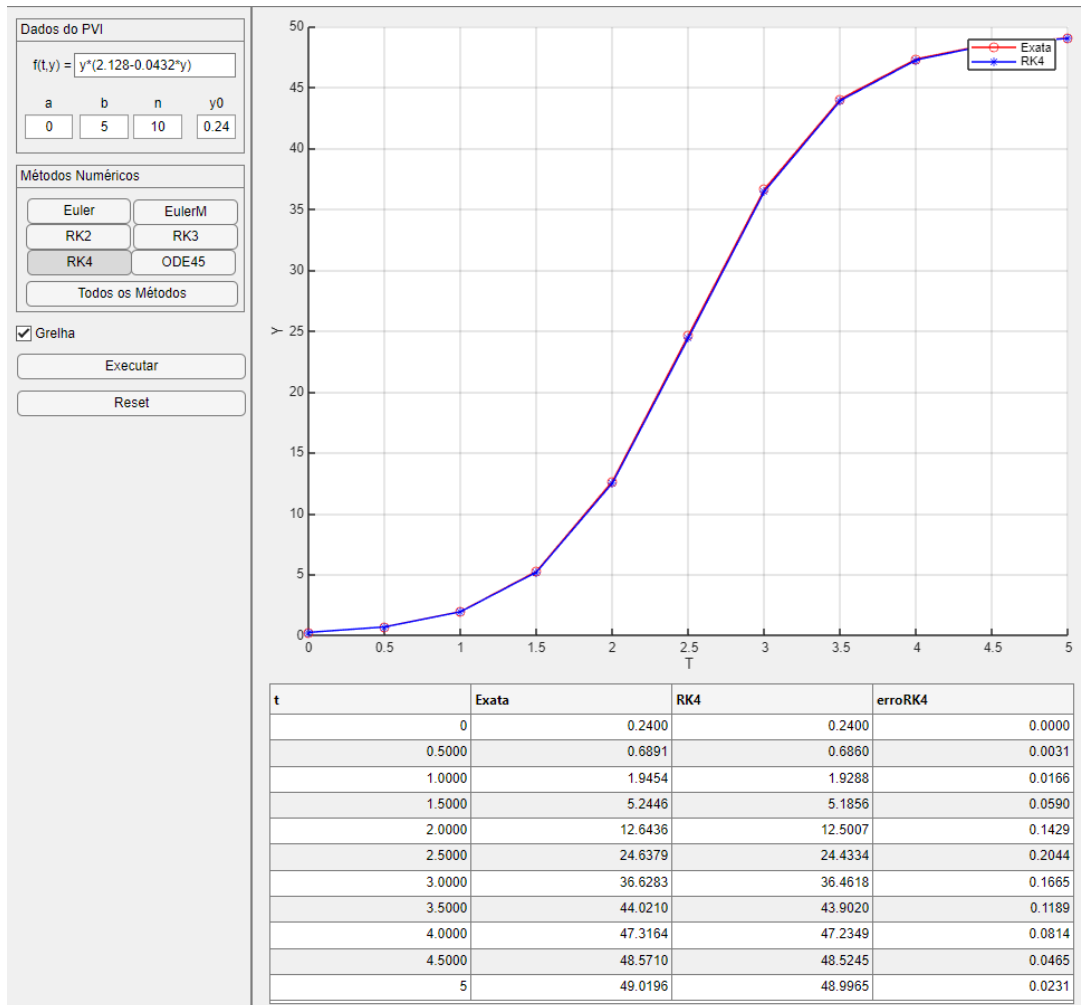 Dados do PVI
f(t,y) = y*(2.128-0.0432*y)
a b n y0
0 5 10 0.24
Métodos Numéricos
Euler EulerM
RK2 RK3
RK4 ODE45
Todos os Métodos
Grelha
Executar
Reset
50
45
40
35
30
25
20
15
10
5
0
Y
Exata
RK4
0 0.5 1 1.5 2 2.5 3 3.5 4 4.5 5
T
t Exata RK4 erroRK4
0 0.2400 0.2400 0.0000
0.5000 0.6891 0.6860 0.0031
1.0000 1.9454 1.9288 0.0166
1.5000 5.2446 5.1856 0.0590
2.0000 12.6436 12.5007 0.1429
2.5000 24.6379 24.4334 0.2044
3.0000 36.6283 36.4618 0.1665
3.5000 44.0210 43.9020 0.1189
4.0000 47.3164 47.2349 0.0814
4.5000 48.5710 48.5245 0.0465
5 49.0196 48.9965 0.0231